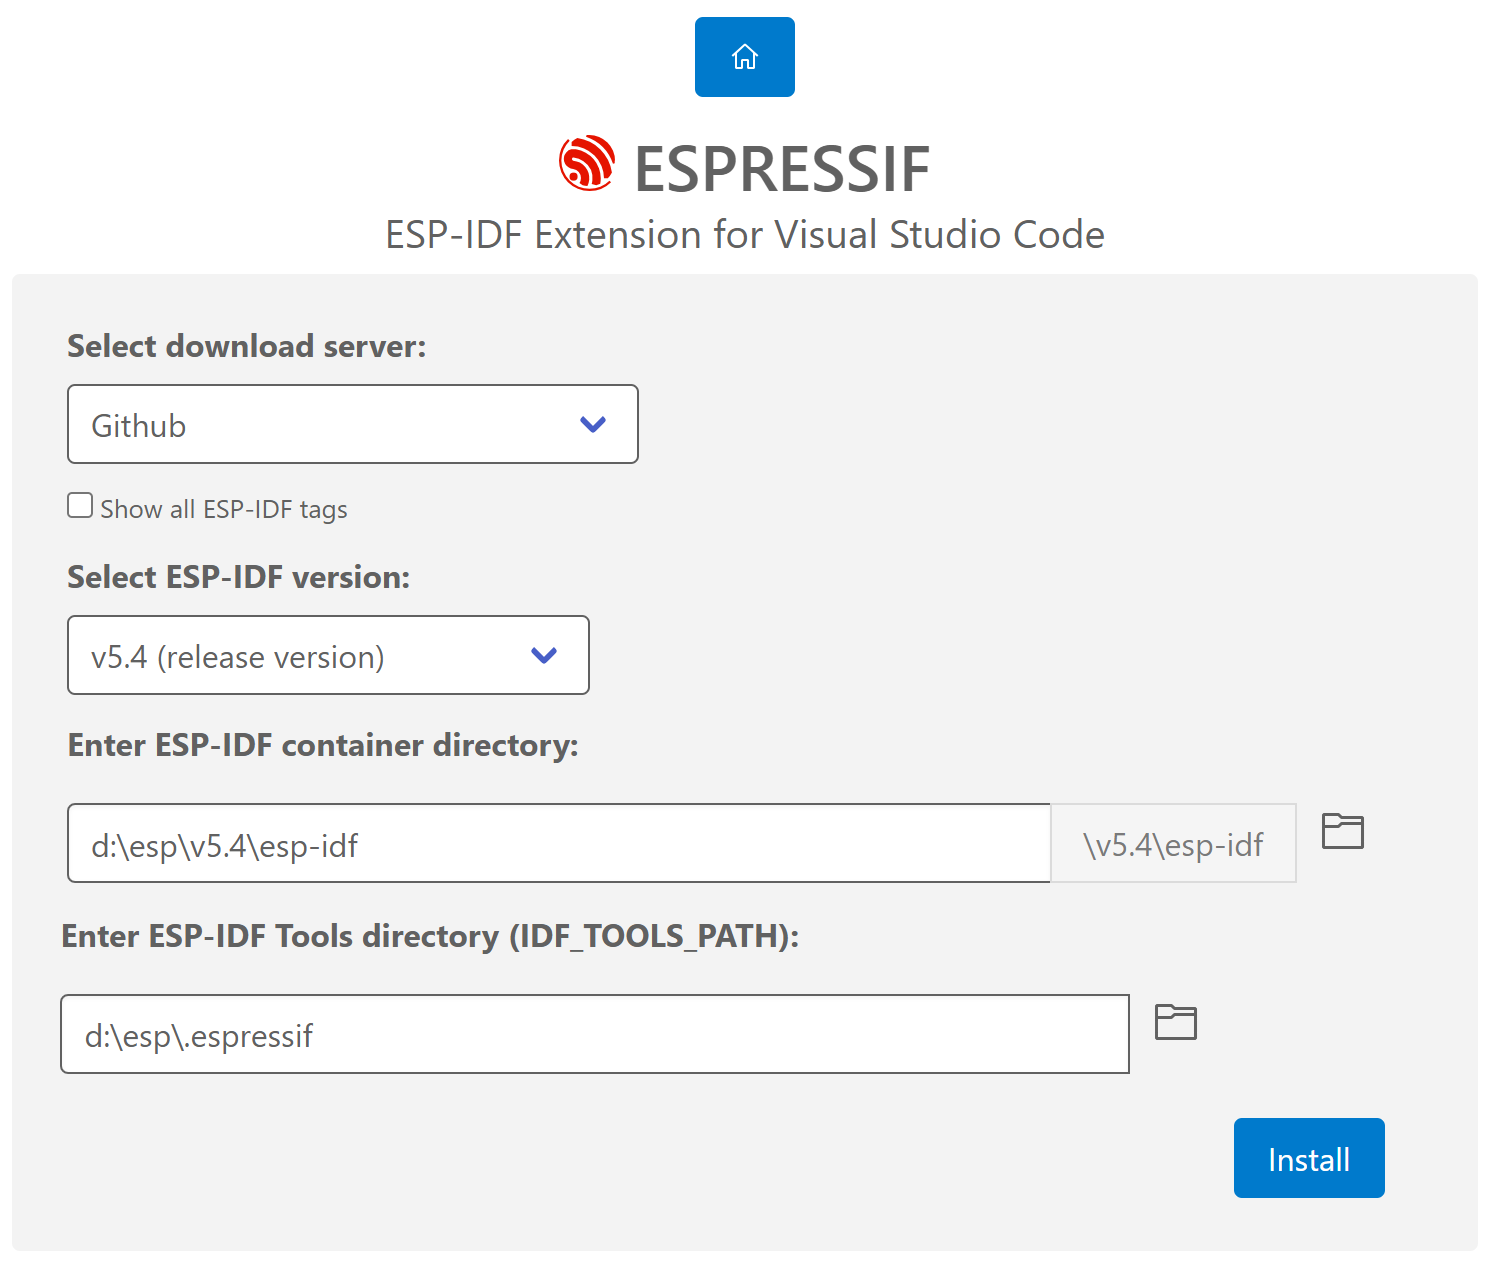 ESPRESSIF
ESP-IDF Extension for Visual Studio Code
Select download server:
Github
Show all ESP-IDF tags
Select ESP-IDF version:
v5.4 (release version)
Enter ESP-IDF container directory:
d:\esp\v5.4\esp-idf \v5.4\esp-idf
Enter ESP-IDF Tools directory (IDF_TOOLS_PATH):
d:\esp\.espressif
Install